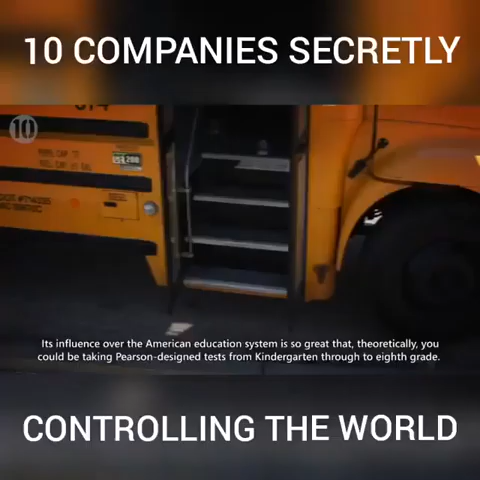 10 COMPANIES SECRETLY
10
Its influence over the American education system is so great that, theoretically, you
could be taking Pearson-designed tests from Kindergarten through to eighth grade.
CONTROLLING THE WORLD